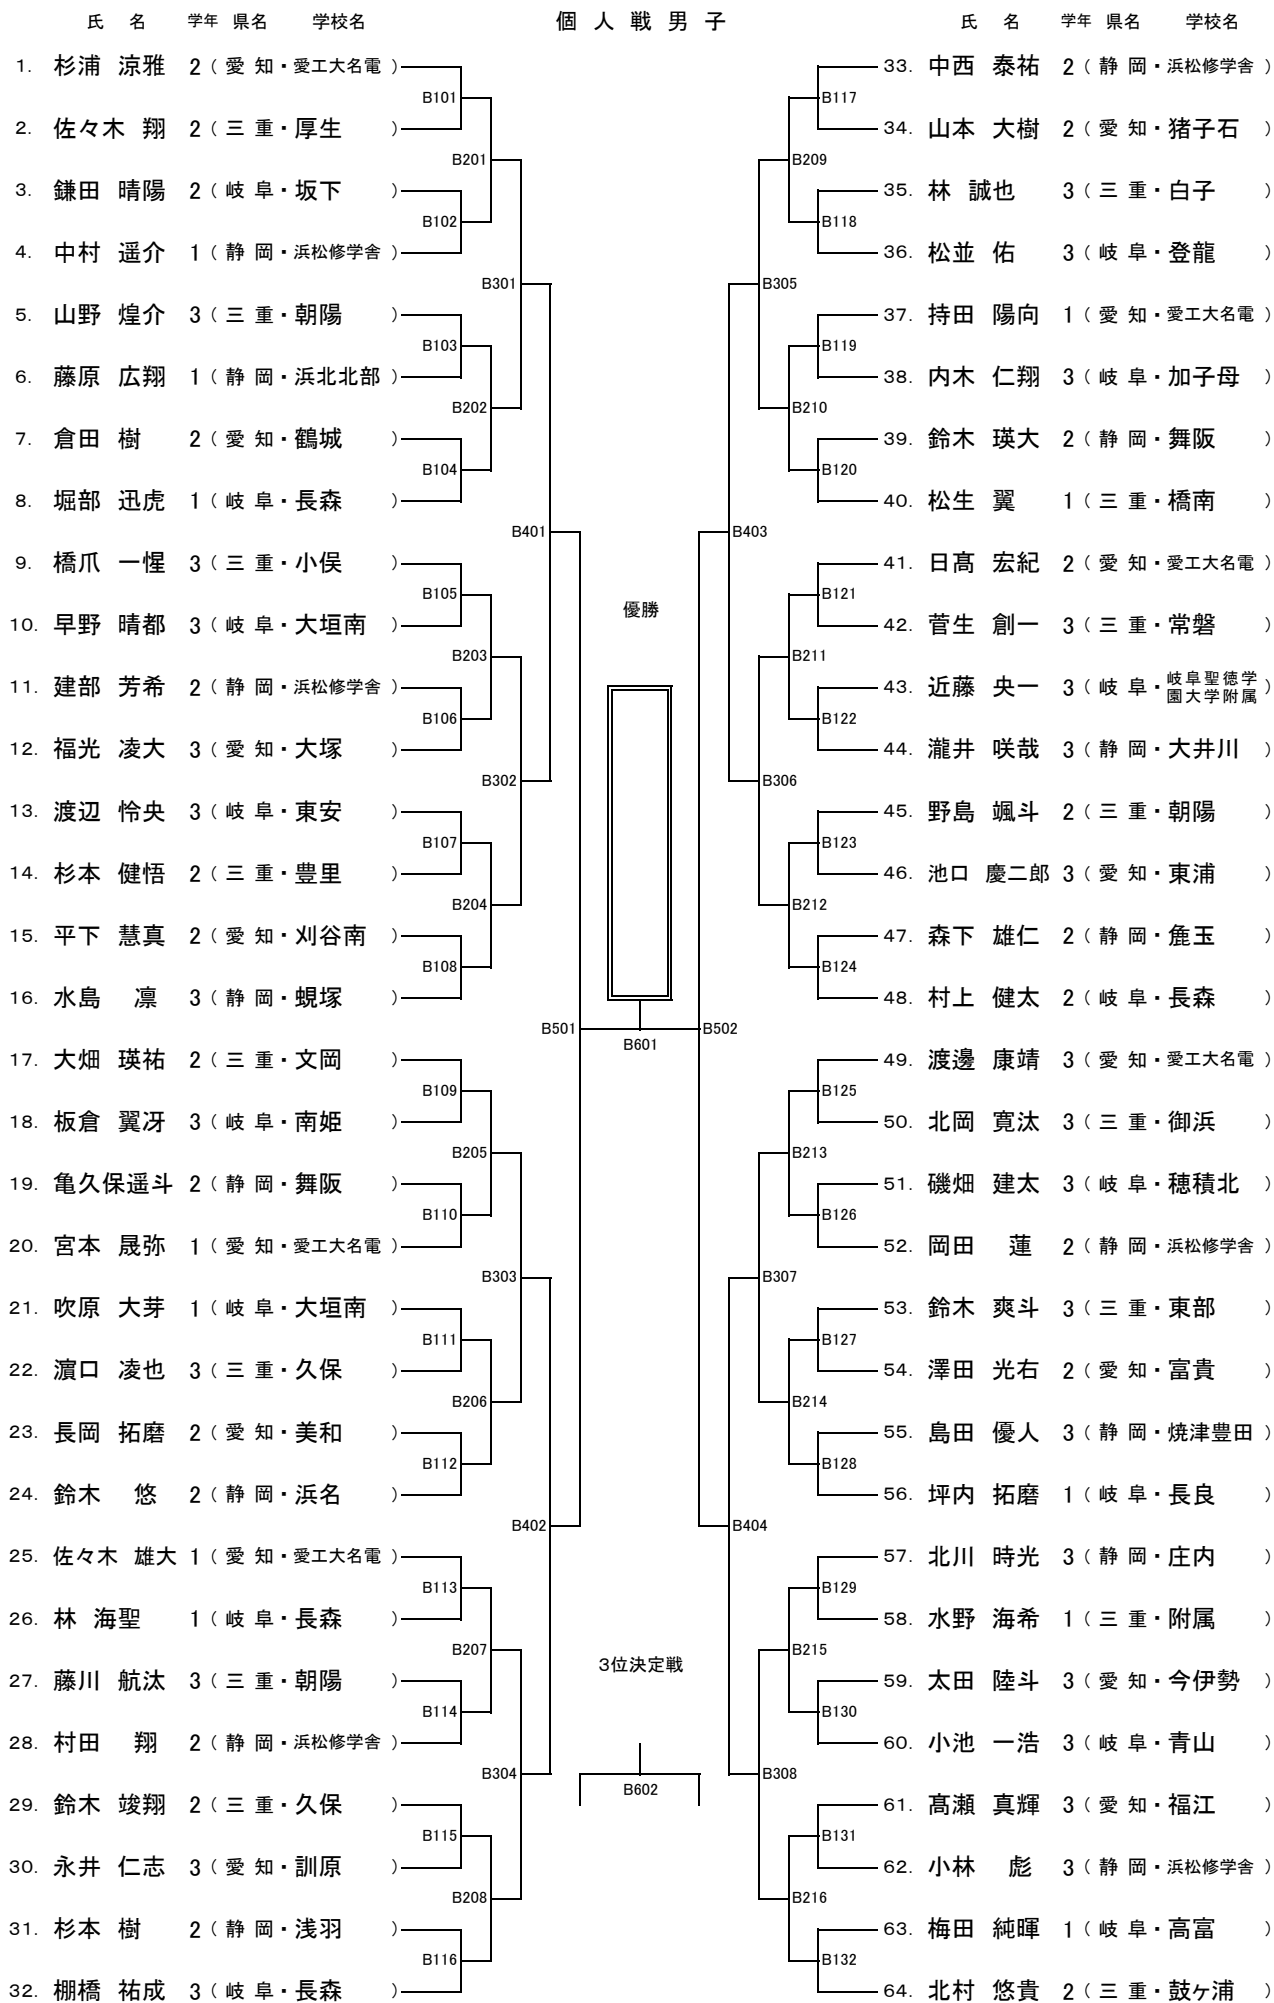 個人戦男子
氏 名 学年 県名 学校名
1. 杉浦 涼雅 2 ( 愛 知・愛工大名電 )
2. 佐々木 翔 2 ( 三 重・厚生 )
3. 鎌田 晴陽 2 ( 岐 阜・坂下 )
4. 中村 遥介 1 ( 静 岡・浜松修学舎 )
5. 山野 煌介 3 ( 三 重・朝陽 )
6. 藤原 広翔 1 ( 静 岡・浜北北部 )
7. 倉田 樹 2 ( 愛 知・鶴城 )
8. 堀部 迅虎 1 ( 岐 阜・長森 )
9. 橋爪 一惺 3 ( 三 重・小俣 )
10. 早野 晴都 3 ( 岐 阜・大垣南 )
11. 建部 芳希 2 ( 静 岡・浜松修学舎 )
12. 福光 凌大 3 ( 愛 知・大塚 )
13. 渡辺 怜央 3 ( 岐 阜・東安 )
14. 杉本 健悟 2 ( 三 重・豊里 )
15. 平下 慧真 2 ( 愛 知・刈谷南 )
16. 水島 凛 3 ( 静 岡・蜆塚 )
17. 大畑 瑛祐 2 ( 三 重・文岡 )
18. 板倉 翼冴 3 ( 岐 阜・南姫 )
19. 亀久保遥斗 2 ( 静 岡・舞阪 )
20. 宮本 晟弥 1 ( 愛 知・愛工大名電 )
21. 吹原 大芽 1 ( 岐 阜・大垣南 )
22. 濵口 凌也 3 ( 三 重・久保 )
23. 長岡 拓磨 2 ( 愛 知・美和 )
24. 鈴木 悠 2 ( 静 岡・浜名 )
25. 佐々木 雄大 1 ( 愛 知・愛工大名電 )
26. 林 海聖 1 ( 岐 阜・長森 )
27. 藤川 航汰 3 ( 三 重・朝陽 )
28. 村田 翔 2 ( 静 岡・浜松修学舎 )
29. 鈴木 竣翔 2 ( 三 重・久保 )
30. 永井 仁志 3 ( 愛 知・訓原 )
31. 杉本 樹 2 ( 静 岡・浅羽 )
32. 棚橋 祐成 3 ( 岐 阜・長森 )
B101
B102
B103
B104
B105
B106
B107
B108
B109
B110
B111
B112
B113
B114
B115
B116
B201
B202
B203
B204
B205
B206
B207
B208
B301
B302
B303
B304
B401
B402
B501
優勝
B601
3位決定戦
B602
B502
B403
B404
B305
B306
B307
B308
B209
B210
B211
B212
B213
B214
B215
B216
B117
B118
B119
B120
B121
B122
B123
B124
B125
B126
B127
B128
B129
B130
B131
B132
氏 名 学年 県名 学校名
33. 中西 泰祐 2 ( 静 岡・浜松修学舎 )
34. 山本 大樹 2 ( 愛 知・猪子石 )
35. 林 誠也 3 ( 三 重・白子 )
36. 松並 佑 3 ( 岐 阜・登龍 )
37. 持田 陽向 1 ( 愛 知・愛工大名電 )
38. 内木 仁翔 3 ( 岐 阜・加子母 )
39. 鈴木 瑛大 2 ( 静 岡・舞阪 )
40. 松生 翼 1 ( 三 重・橋南 )
41. 日髙 宏紀 2 ( 愛 知・愛工大名電 )
42. 菅生 創一 3 ( 三 重・常磐 )
43. 近藤 央一 3 ( 岐 阜・岐阜聖徳学
園大学附属 )
44. 瀧井 咲哉 3 ( 静 岡・大井川 )
45. 野島 颯斗 2 ( 三 重・朝陽 )
46. 池口 慶二郎 3 ( 愛 知・東浦 )
47. 森下 雄仁 2 ( 静 岡・麁玉 )
48. 村上 健太 2 ( 岐 阜・長森 )
49. 渡邊 康靖 3 ( 愛 知・愛工大名電 )
50. 北岡 寛汰 3 ( 三 重・御浜 )
51. 磯畑 建太 3 ( 岐 阜・穂積北 )
52. 岡田 蓮 2 ( 静 岡・浜松修学舎 )
53. 鈴木 爽斗 3 ( 三 重・東部 )
54. 澤田 光右 2 ( 愛 知・富貴 )
55. 島田 優人 3 ( 静 岡・焼津豊田 )
56. 坪内 拓磨 1 ( 岐 阜・長良 )
57. 北川 時光 3 ( 静 岡・庄内 )
58. 水野 海希 1 ( 三 重・附属 )
59. 太田 陸斗 3 ( 愛 知・今伊勢 )
60. 小池 一浩 3 ( 岐 阜・青山 )
61. 髙瀬 真輝 3 ( 愛 知・福江 )
62. 小林 彪 3 ( 静 岡・浜松修学舎 )
63. 梅田 純暉 1 ( 岐 阜・高富 )
64. 北村 悠貴 2 ( 三 重・鼓ヶ浦 )